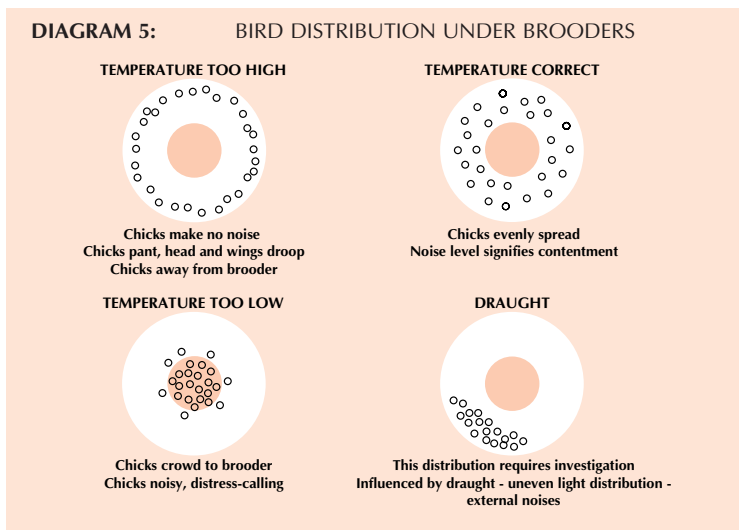 DIAGRAM 5: BIRD DISTRIBUTION UNDER BROODERS
TEMPERATURE TOO HIGH
Chicks make no noise
Chicks pant, head and wings droop
Chicks away from brooder
TEMPERATURE CORRECT
Chicks evenly spread
Noise level signifies contentment
TEMPERATURE TOO LOW
Chicks crowd to brooder
Chicks noisy, distress-calling
DRAUGHT
This distribution requires investigation
Influenced by draught - uneven light distribution -
external noises